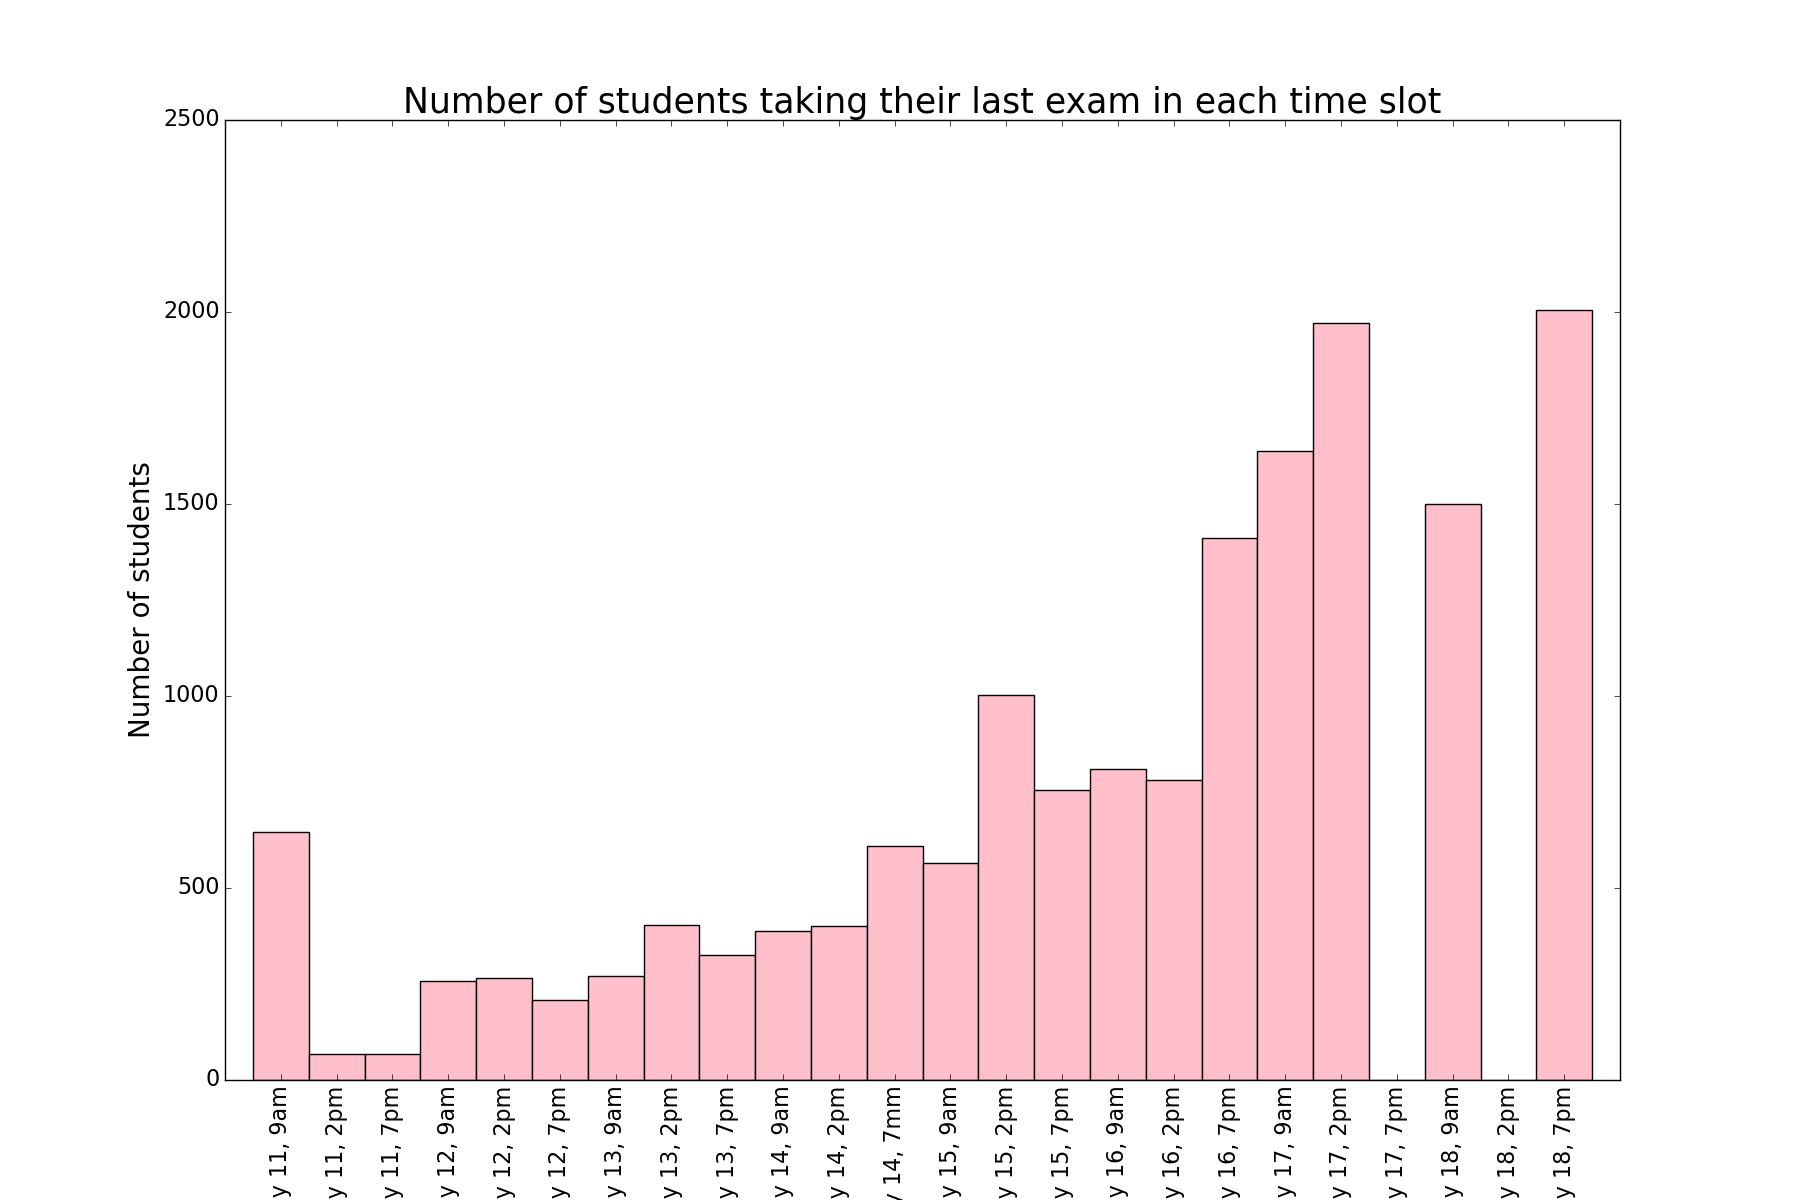 Number of students taking their last exam in each time slot
Number of students
2500
2000
1500
1000
500
0
y 11, 9am
y 11, 2pm
y 11, 7pm
y 12, 9am
y 12, 2pm
y 12, 7pm
y 13, 9am
y 13, 2pm
y 13, 7pm
y 14, 9am
y 14, 2pm
y 14, 7mm
y 15, 9am
y 15, 2pm
y 15, 7pm
y 16, 9am
y 16, 2pm
y 16, 7pm
y 17, 9am
y 17, 2pm
y 17, 7pm
y 18, 9am
y 18, 2pm
y 18, 7pm